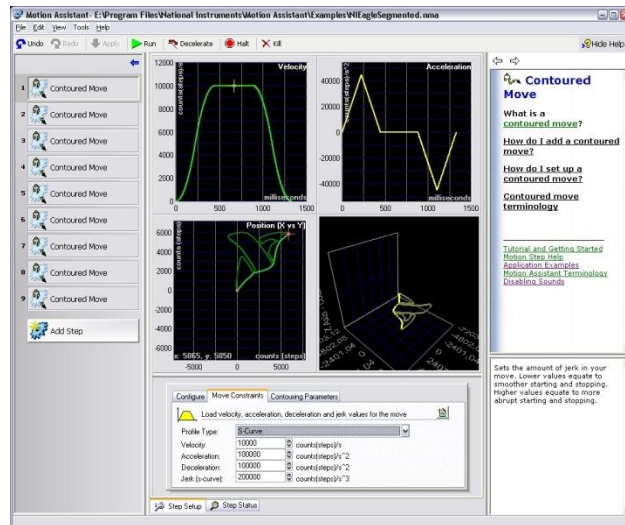 Motion Assistant- E:\Program Files\National Instruments\Motion Assistant\Examples\NIEagleSegmented.nma
File Edit View Tools Help
Undo Redo Apply Run Decelerate Halt Kill Hide Help
1 Contoured Move
2 Contoured Move
3 Contoured Move
4 Contoured Move
5 Contoured Move
6 Contoured Move
7 Contoured Move
8 Contoured Move
9 Contoured Move
Add Step
Velocity
counts(steps)/s
12000
10000
8000
6000
4000
2000
0
milliseconds
0 500 1000 1500
Acceleration
counts(steps)/s^2
40000
20000
0
-20000
-40000
milliseconds
0 500 1000 1500
Position (X vs Y)
counts (steps)
6000
4000
2000
0
-2000
-4000
-6000
x: 5865, y: 5850 counts (steps)
-5000 0 5000
Contoured
Move
What is a
contoured move?
How do I add a contoured
move?
How do I set up a
contoured move?
Contoured move
terminology
Tutorial and Getting Started
Motion Step Help
Application Examples
Motion Assistant Terminology
Disabling Sounds
Sets the amount of jerk in your
move. Lower values equate to
smoother starting and stopping.
Higher values equate to more
abrupt starting and stopping.
Configure Move Constraints Contouring Parameters
Load velocity, acceleration, deceleration and jerk values for the move
Profile Type: S-Curve
Velocity: 10000 counts(steps)/s
Acceleration: 100000 counts(steps)/s^2
Deceleration: 100000 counts(steps)/s^2
Jerk (s-curve): 200000 counts(steps)/s^3
Step Setup Step Status